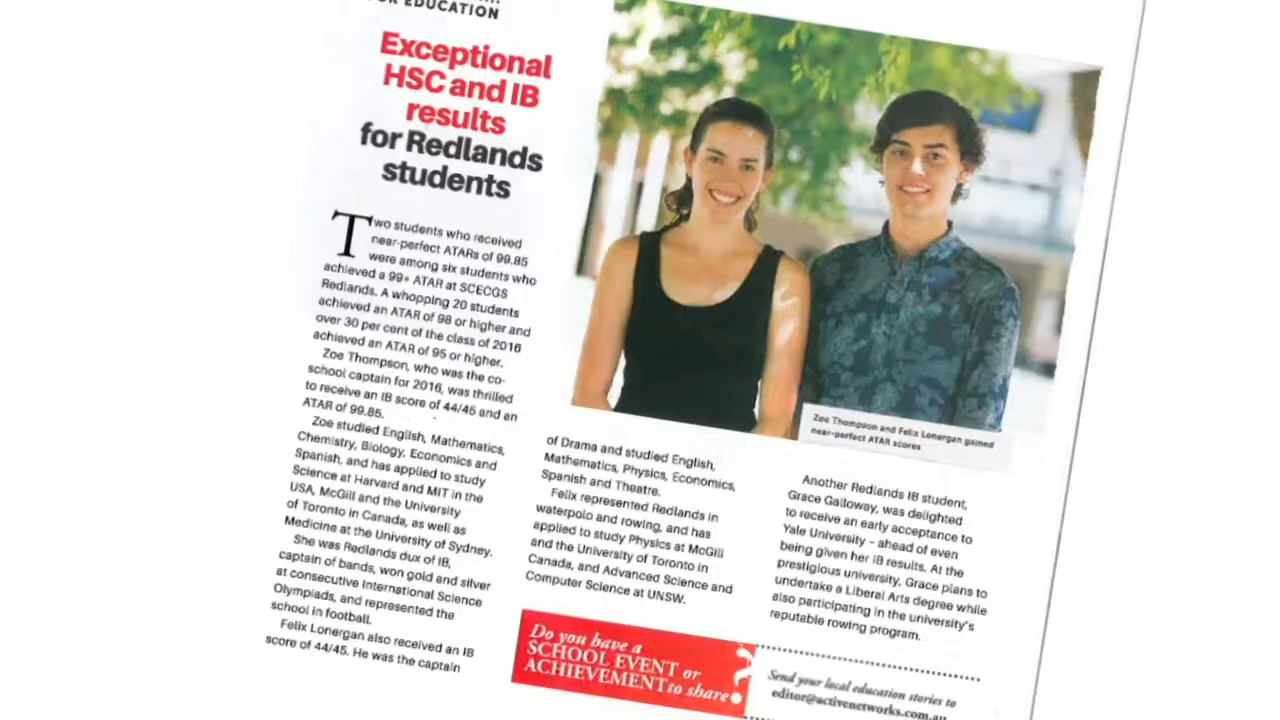 FOR EDUCATION
Exceptional
HSC and IB
results
for Redlands
students
Two students who received
near-perfect ATARs of 99.85
were among six students who
achieved a 99+ ATAR at SCECGS
Redlands. A whopping 20 students
achieved an ATAR of 98 or higher and
over 30 per cent of the class of 2016
achieved an ATAR of 95 or higher.
Zoe Thompson, who was the co-
school captain for 2016, was thrilled
to receive an IB score of 44/45 and an
ATAR of 99.85.
Zoe studied English, Mathematics,
Chemistry, Biology, Economics and
Spanish, and has applied to study
Science at Harvard and MIT in the
USA, McGill and the University
of Toronto in Canada, as well as
Medicine at the University of Sydney.
She was Redlands dux of IB,
captain of bands, won gold and silver
at consecutive International Science
Olympiads, and represented the
school in football.
Felix Lonergan also received an IB
score of 44/45. He was the captain
of Drama and studied English,
Mathematics, Physics, Economics,
Spanish and Theatre.
Felix represented Redlands in
waterpolo and rowing, and has
applied to study Physics at McGill
and the University of Toronto in
Canada, and Advanced Science and
Computer Science at UNSW.
Zoe Thompson and Felix Lonergan gained
near-perfect ATAR scores
Another Redlands IB student,
Grace Galloway, was delighted
to receive an early acceptance to
Yale University – ahead of even
being given her IB results. At the
prestigious university, Grace plans to
undertake a Liberal Arts degree while
also participating in the university's
reputable rowing program.
Do you have a
SCHOOL EVENT or
ACHIEVEMENT to share?
Send your local education stories to
editor@activenetworks.com.au